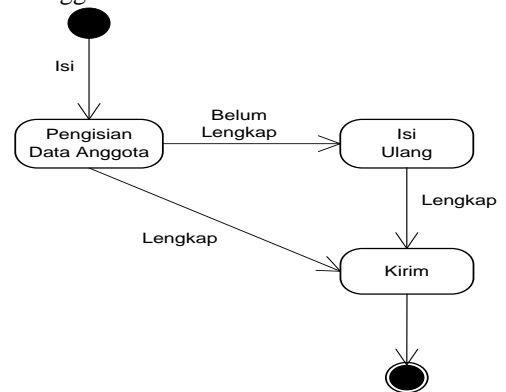 Isi
Pengisian
Data Anggota
Belum
Lengkap
Isi
Ulang
Lengkap
Lengkap
Kirim